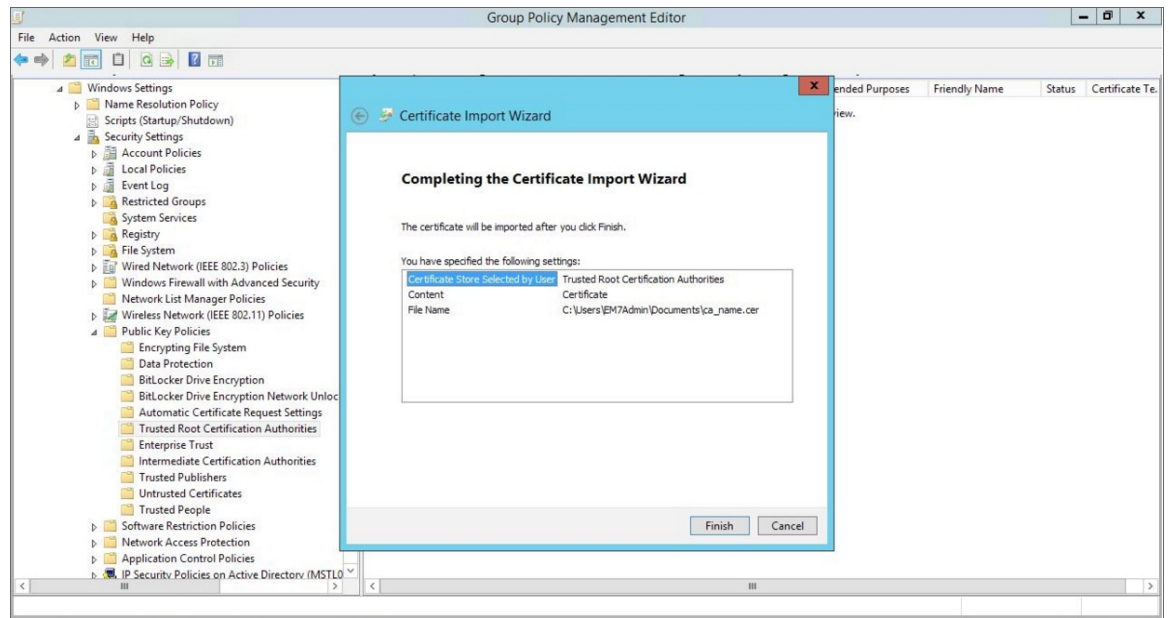 Group Policy Management Editor
File Action View Help
Windows Settings
Name Resolution Policy
Scripts (Startup/Shutdown)
Security Settings
Account Policies
Local Policies
Event Log
Restricted Groups
System Services
Registry
File System
Wired Network (IEEE 802.3) Policies
Windows Firewall with Advanced Security
Network List Manager Policies
Wireless Network (IEEE 802.11) Policies
Public Key Policies
Encrypting File System
Data Protection
BitLocker Drive Encryption
BitLocker Drive Encryption Network Unloc
Automatic Certificate Request Settings
Trusted Root Certification Authorities
Enterprise Trust
Intermediate Certification Authorities
Trusted Publishers
Untrusted Certificates
Trusted People
Software Restriction Policies
Network Access Protection
Application Control Policies
IP Security Policies on Active Directory (MSTL0
x
Certificate Import Wizard
Completing the Certificate Import Wizard
The certificate will be imported after you click Finish.
You have specified the following settings:
Certificate Store Selected by User Trusted Root Certification Authorities
Content Certificate
File Name C:\Users\EM7Admin\Documents\ca_name.cer
Finish Cancel
ended Purposes Friendly Name Status Certificate Te.
view.